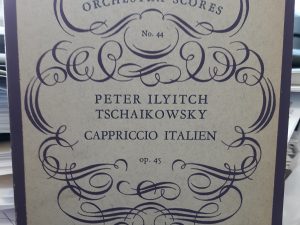 ORCHESTRA SCORES
No. 44
PETER ILYITCH
TSCHAIKOWSKY
CAPPRICCIO ITALIEN
op. 45